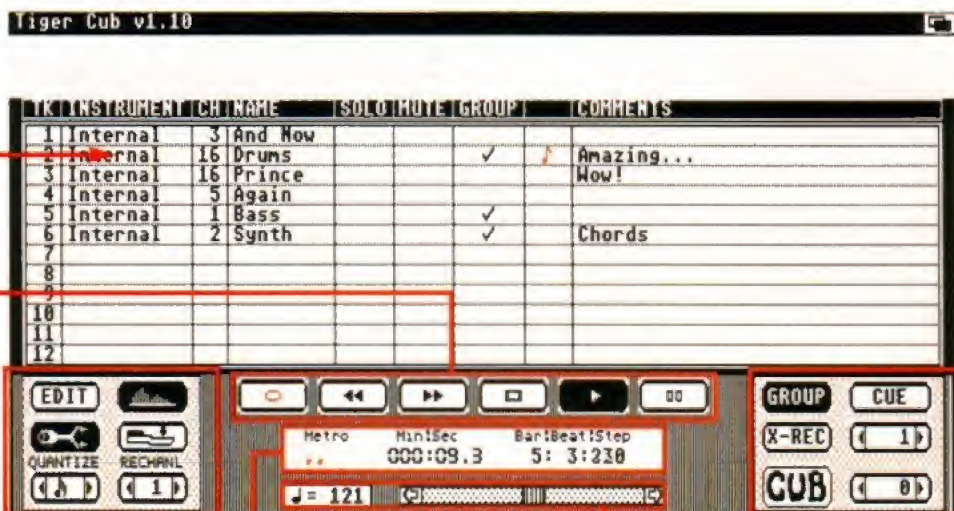 Tiger Cub v1.10
TK INSTRUMENT CH NAME SOLO MUTE GROUP COMMENTS
1 Internal 3 And Now
2 Internal 16 Drums ✓ ♪ Amazing...
3 Internal 16 Prince Wow!
4 Internal 5 Again
5 Internal 1 Bass ✓
6 Internal 2 Synth ✓ Chords
7
8
9
10
11
12
EDIT
GROUP CUE
X-REC 1
QUANTIZE RECHANL
1
Metro Min:Sec Bar:Beat:Step
000:09.3 5: 3:230
♩= 121
CUB 0